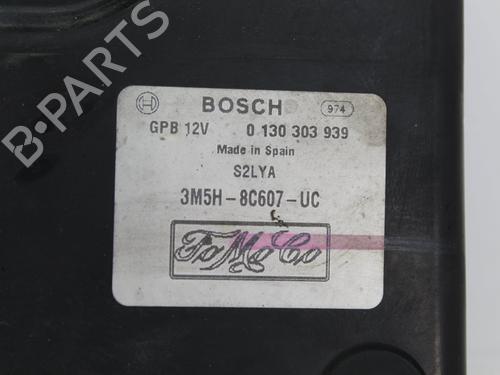 BOSCH 974
GPB 12V 0 130 303 939
Made in Spain
S2LYA
3M5H-8C607-UC
FoMoCo
B-PARTS